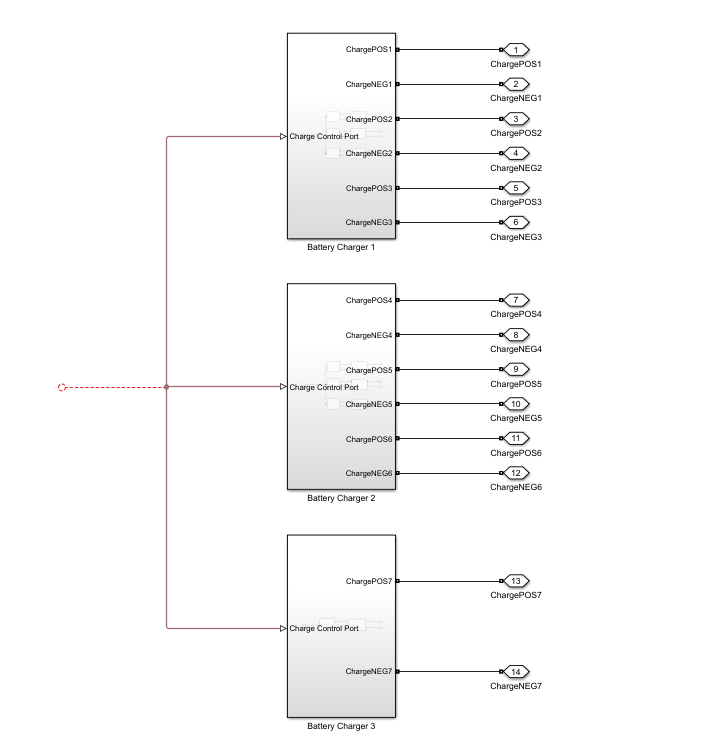 ChargePOS1
1
ChargePOS1
ChargeNEG1
2
ChargeNEG1
ChargePOS2
3
ChargePOS2
Charge Control Port
ChargeNEG2
4
ChargeNEG2
ChargePOS3
5
ChargePOS3
ChargeNEG3
6
ChargeNEG3
Battery Charger 1
ChargePOS4
7
ChargePOS4
ChargeNEG4
8
ChargeNEG4
ChargePOS5
9
ChargePOS5
Charge Control Port
ChargeNEG5
10
ChargeNEG5
ChargePOS6
11
ChargePOS6
ChargeNEG6
12
ChargeNEG6
Battery Charger 2
ChargePOS7
13
ChargePOS7
Charge Control Port
ChargeNEG7
14
ChargeNEG7
Battery Charger 3